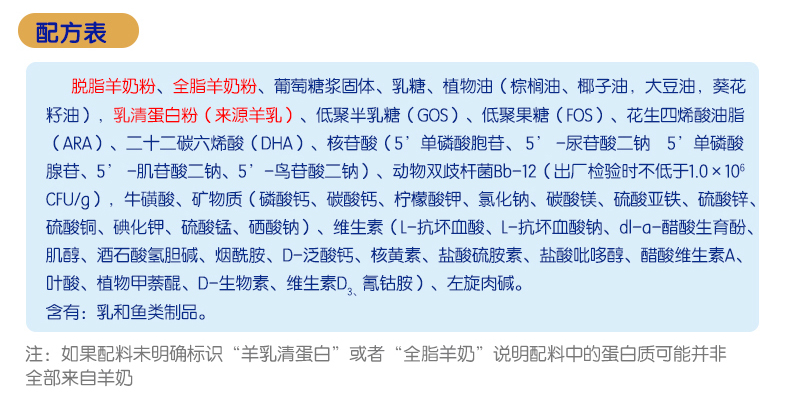 配方表
脱脂羊奶粉、全脂羊奶粉、葡萄糖浆固体、乳糖、植物油（棕榈油、椰子油，大豆油，葵花
籽油），乳清蛋白粉（来源羊乳）、低聚半乳糖（GOS）、低聚果糖（FOS）、花生四烯酸油脂
（ARA）、二十二碳六烯酸（DHA）、核苷酸（5’单磷酸胞苷、5’-尿苷酸二钠　5’单磷酸
腺苷、5’-肌苷酸二钠、5’-鸟苷酸二钠）、动物双歧杆菌Bb-12（出厂检验时不低于1.0×10⁶
CFU/g），牛磺酸、矿物质（磷酸钙、碳酸钙、柠檬酸钾、氯化钠、碳酸镁、硫酸亚铁、硫酸锌、
硫酸铜、碘化钾、硫酸锰、硒酸钠）、维生素（L-抗坏血酸、L-抗坏血酸钠、dl-a-醋酸生育酚、
肌醇、酒石酸氢胆碱、烟酰胺、D-泛酸钙、核黄素、盐酸硫胺素、盐酸吡哆醇、醋酸维生素A、
叶酸、植物甲萘醌、D-生物素、维生素D₃、氰钴胺）、左旋肉碱。
含有：乳和鱼类制品。
注：如果配料未明确标识“羊乳清蛋白”或者“全脂羊奶”说明配料中的蛋白质可能并非
全部来自羊奶